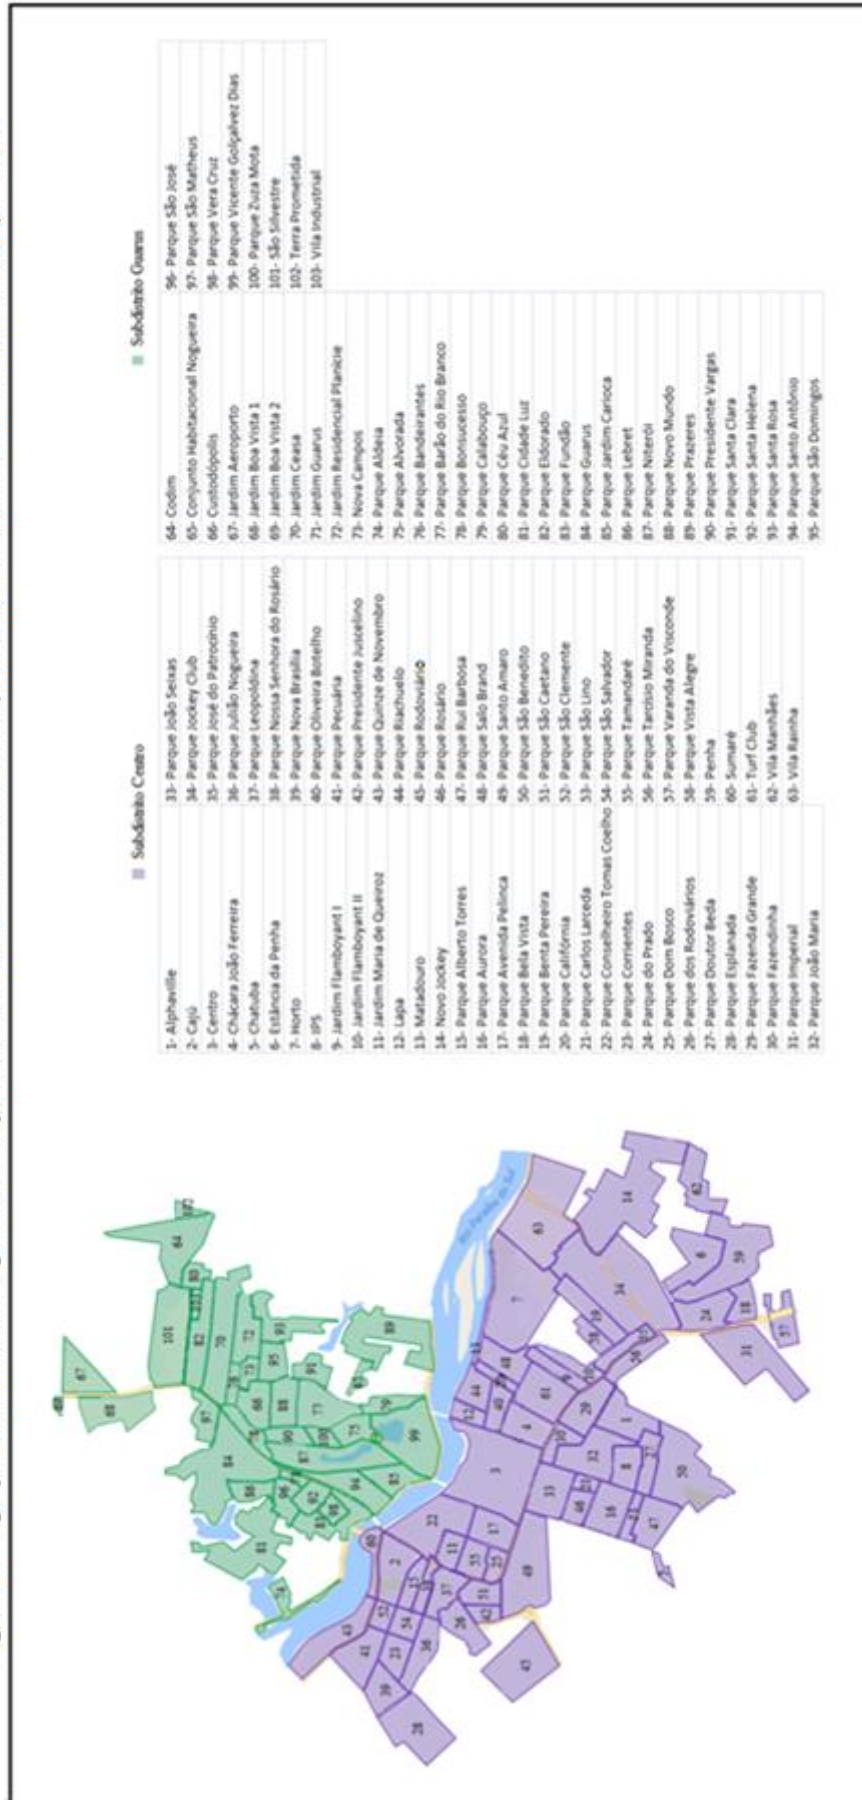 Subdistrito Centro
1- Alphaville
2- Cajú
3- Centro
4- Chácara João Ferreira
5- Chatuba
6- Estância da Penha
7- Horto
8- IPS
9- Jardim Flamboyant I
10- Jardim Flamboyant II
11- Jardim Maria de Queiroz
12- Lapa
13- Matadouro
14- Novo Jockey
15- Parque Alberto Torres
16- Parque Aurora
17- Parque Avenida Pelinca
18- Parque Bela Vista
19- Parque Benta Pereira
20- Parque Califórnia
21- Parque Carlos Larceda
22- Parque Conselheiro Tomas Coelho
23- Parque Corrientes
24- Parque do Prado
25- Parque Dom Bosco
26- Parque dos Rodoviários
27- Parque Doutor Beda
28- Parque Esplanada
29- Parque Fazenda Grande
30- Parque Fazendinha
31- Parque Imperial
32- Parque João Maria
33- Parque João Seixas
34- Parque Jockey Club
35- Parque José do Patrocínio
36- Parque Julião Nogueira
37- Parque Leopoldina
38- Parque Nossa Senhora do Rosário
39- Parque Nova Brasília
40- Parque Oliveira Botelho
41- Parque Pecuária
42- Parque Presidente Juscelino
43- Parque Quinze de Novembro
44- Parque Riachuelo
45- Parque Rodoviário
46- Parque Rosário
47- Parque Rui Barbosa
48- Parque Salo Brand
49- Parque Santo Amaro
50- Parque São Benedito
51- Parque São Caetano
52- Parque São Clemente
53- Parque São Lino
54- Parque São Salvador
55- Parque Tamandaré
56- Parque Tarcísio Miranda
57- Parque Varanda do Visconde
58- Parque Vista Alegre
59- Penha
60- Sumaré
61- Turf Club
62- Vila Manhães
63- Vila Rainha
Subdistrito Guarus
64- Codim
65- Conjunto Habitacional Nogueira
66- Custodópolis
67- Jardim Aeroporto
68- Jardim Boa Vista 1
69- Jardim Boa Vista 2
70- Jardim Ceasa
71- Jardim Guarus
72- Jardim Residencial Planície
73- Nova Campos
74- Parque Aldeia
75- Parque Alvorada
76- Parque Bandeirantes
77- Parque Barão do Rio Branco
78- Parque Bonsucesso
79- Parque Calabouço
80- Parque Céu Azul
81- Parque Cidade Luz
82- Parque Eldorado
83- Parque Fundão
84- Parque Guarus
85- Parque Jardim Carioca
86- Parque Lebret
87- Parque Niterói
88- Parque Novo Mundo
89- Parque Prazeres
90- Parque Presidente Vargas
91- Parque Santa Clara
92- Parque Santa Helena
93- Parque Santa Rosa
94- Parque Santo Antônio
95- Parque São Domingos
96- Parque São José
97- Parque São Matheus
98- Parque Vera Cruz
99- Parque Vicente Golçalvez Dias
100- Parque Zuza Mota
101- São Silvestre
102- Terra Prometida
103- Vila Industrial
Rio Paraíba do Sul